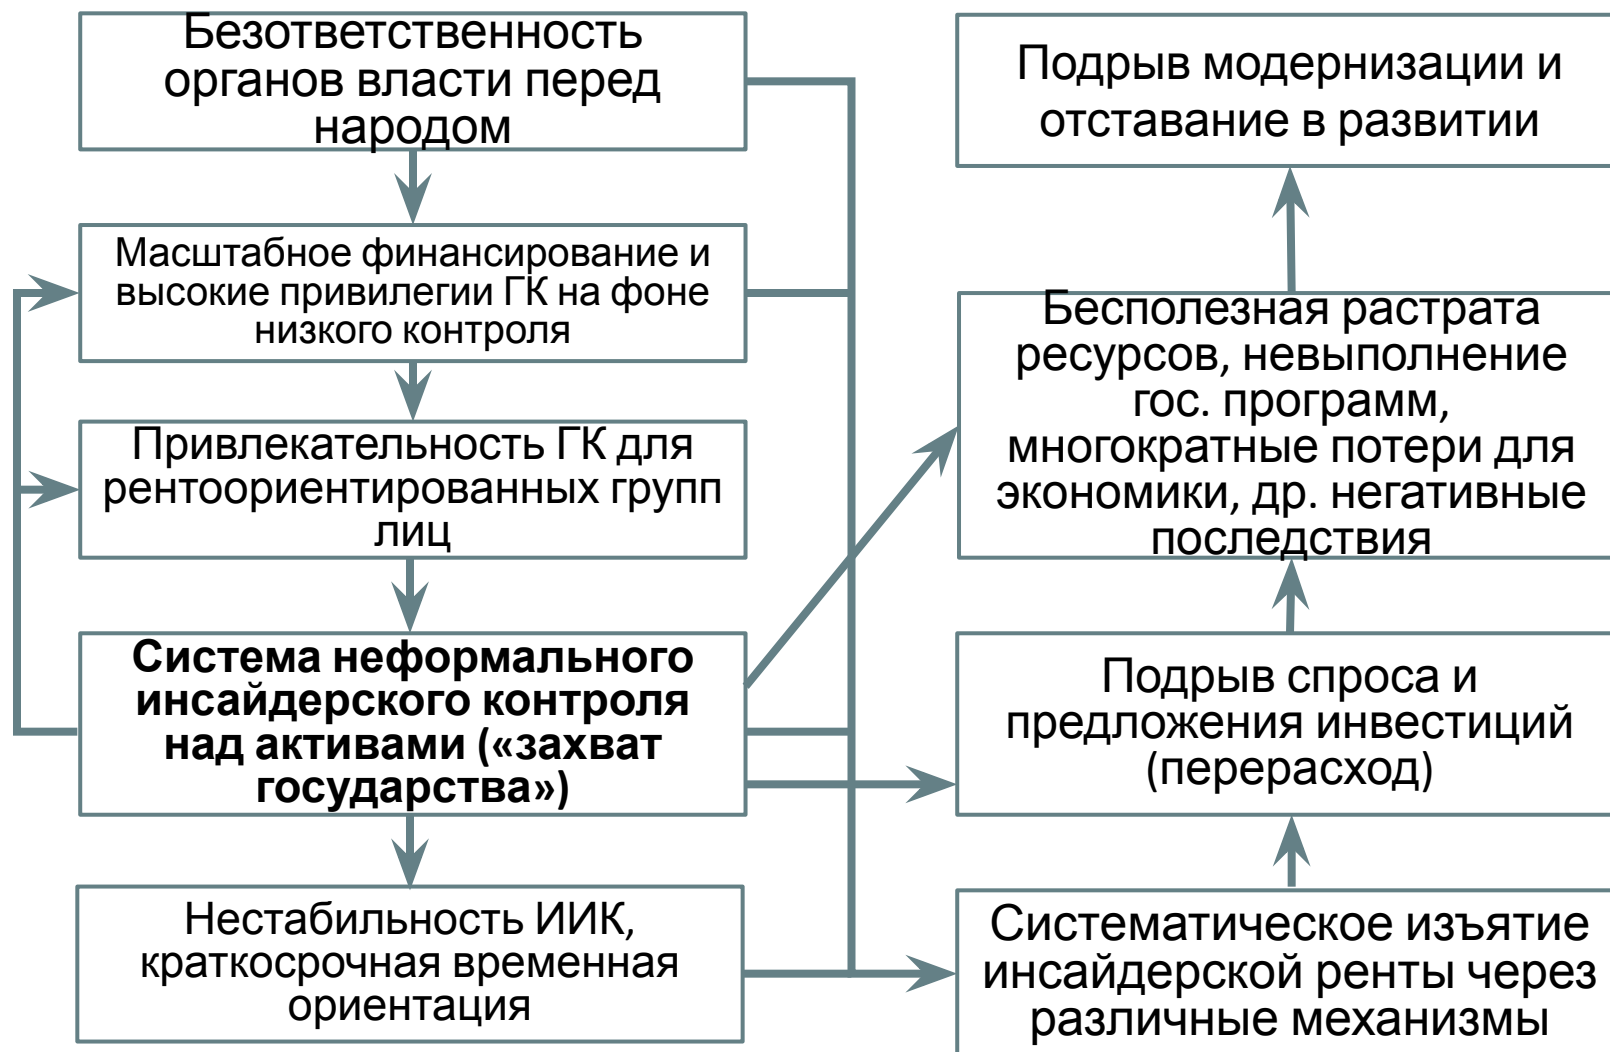 Безответственность
органов власти перед
народом
Масштабное финансирование и
высокие привилегии ГК на фоне
низкого контроля
Привлекательность ГК для
рентоориентированных групп
лиц
Система неформального
инсайдерского контроля
над активами («захват
государства»)
Нестабильность ИИК,
краткосрочная временная
ориентация
Подрыв модернизации и
отставание в развитии
Бесполезная растрата
ресурсов, невыполнение
гос. программ,
многократные потери для
экономики, др. негативные
последствия
Подрыв спроса и
предложения инвестиций
(перерасход)
Систематическое изъятие
инсайдерской ренты через
различные механизмы